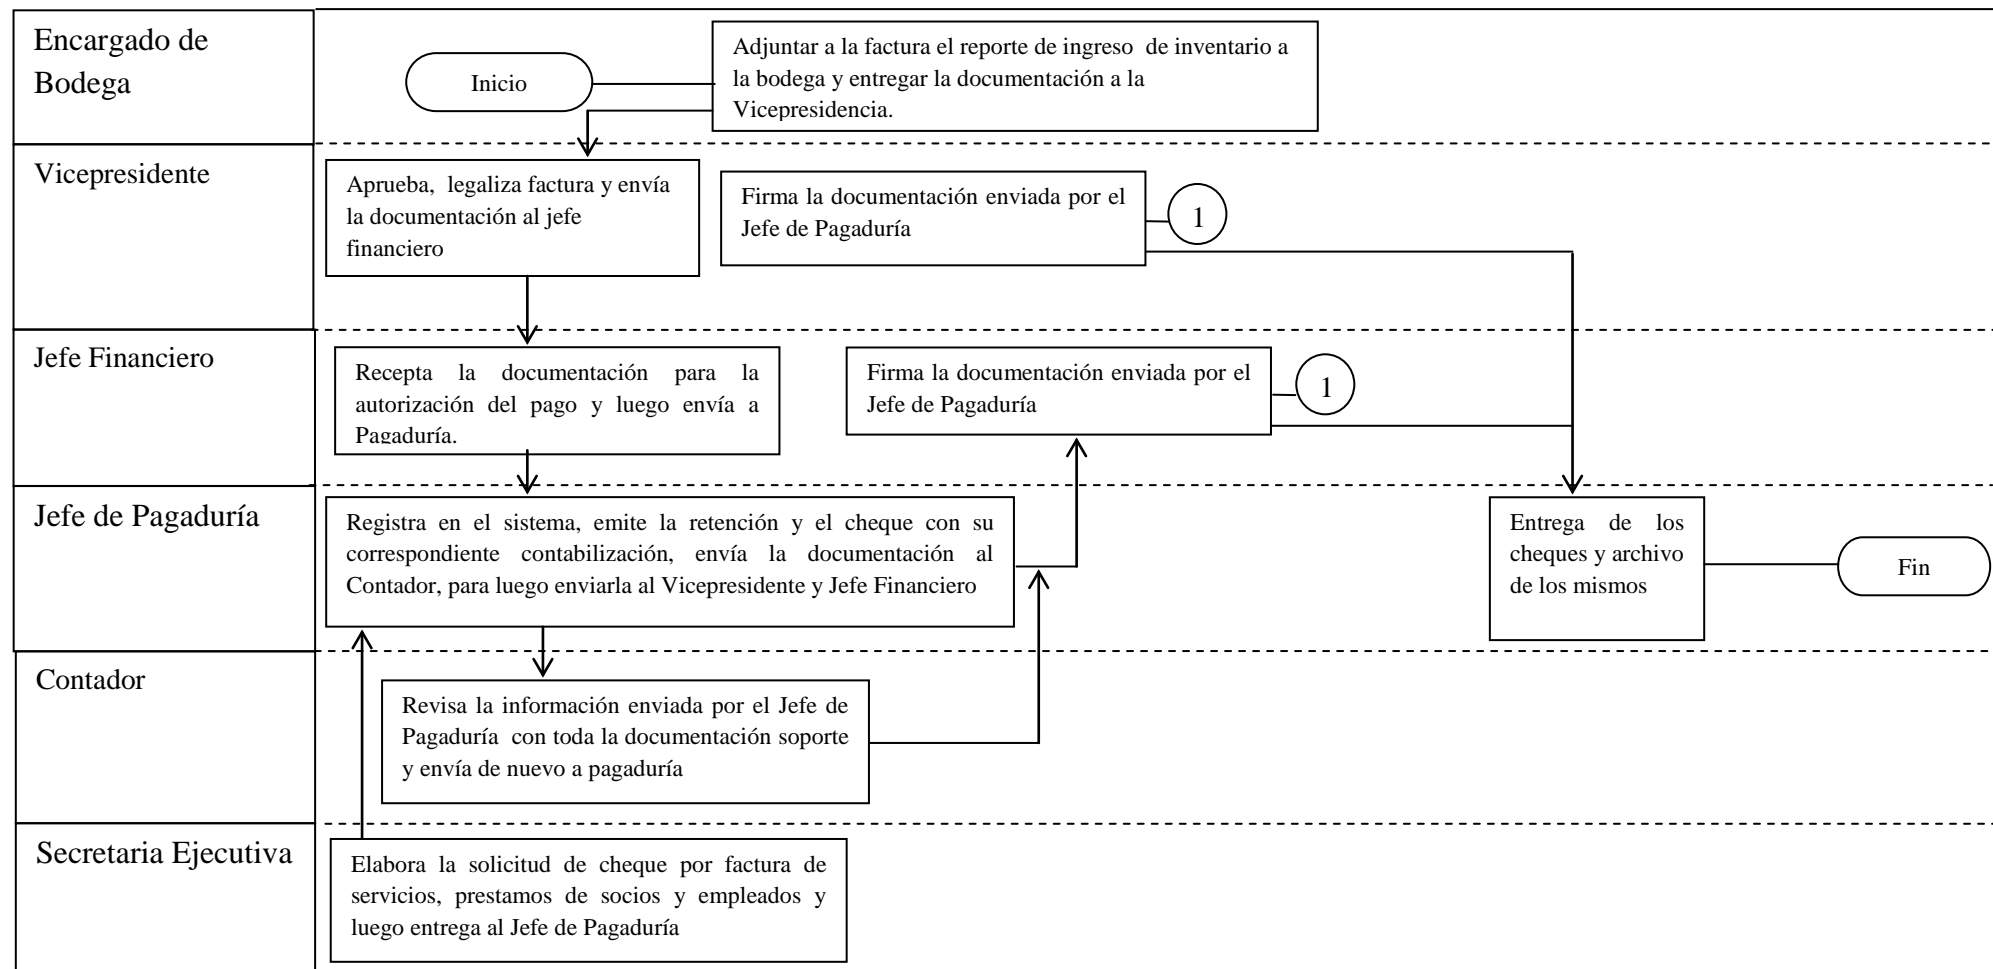 Encargado de
Bodega
Inicio
Adjuntar a la factura el reporte de ingreso de inventario a
la bodega y entregar la documentación a la
Vicepresidencia.
Vicepresidente
Aprueba, legaliza factura y envía
la documentación al jefe
financiero
Firma la documentación enviada por el
Jefe de Pagaduría
1
Jefe Financiero
Recepta la documentación para la
autorización del pago y luego envía a
Pagaduría.
Firma la documentación enviada por el
Jefe de Pagaduría
1
Jefe de Pagaduría
Registra en el sistema, emite la retención y el cheque con su
correspondiente contabilización, envía la documentación al
Contador, para luego enviarla al Vicepresidente y Jefe Financiero
Entrega de los
cheques y archivo
de los mismos
Fin
Contador
Revisa la información enviada por el Jefe de
Pagaduría con toda la documentación soporte
y envía de nuevo a pagaduría
Secretaria Ejecutiva
Elabora la solicitud de cheque por factura de
servicios, prestamos de socios y empleados y
luego entrega al Jefe de Pagaduría